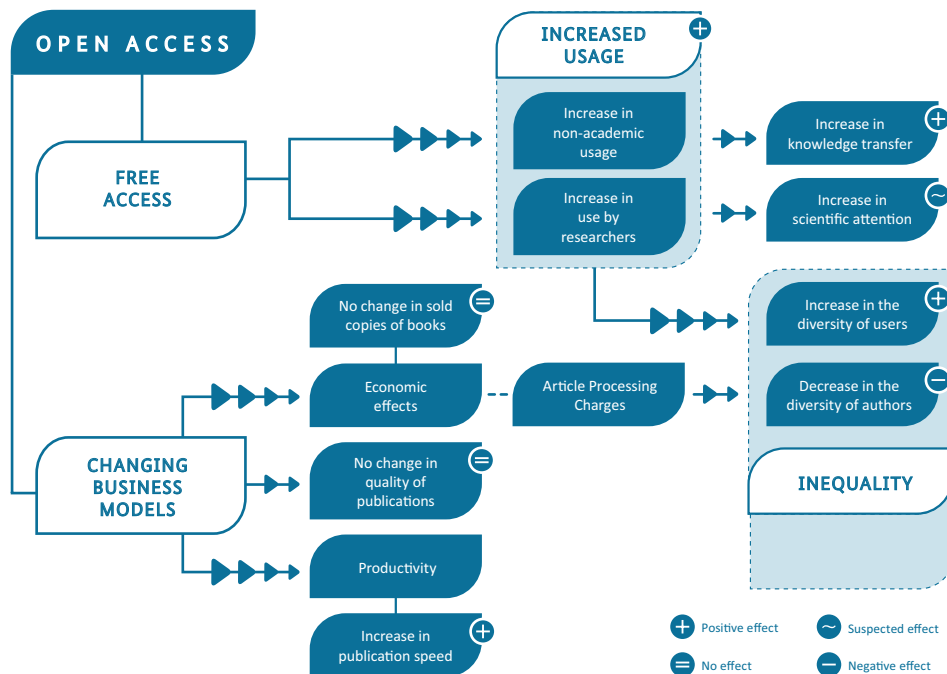 OPEN ACCESS
FREE
ACCESS
INCREASED
USAGE
+
Increase in
non-academic
usage
Increase in
knowledge transfer
+
Increase in
use by
researchers
Increase in
scientific attention
~
No change in sold
copies of books
=
Increase in the
diversity of users
+
Economic
effects
Article Processing
Charges
Decrease in the
diversity of authors
−
CHANGING
BUSINESS
MODELS
No change in
quality of
publications
=
INEQUALITY
Productivity
Increase in
publication speed
+
+ Positive effect
~ Suspected effect
= No effect
− Negative effect